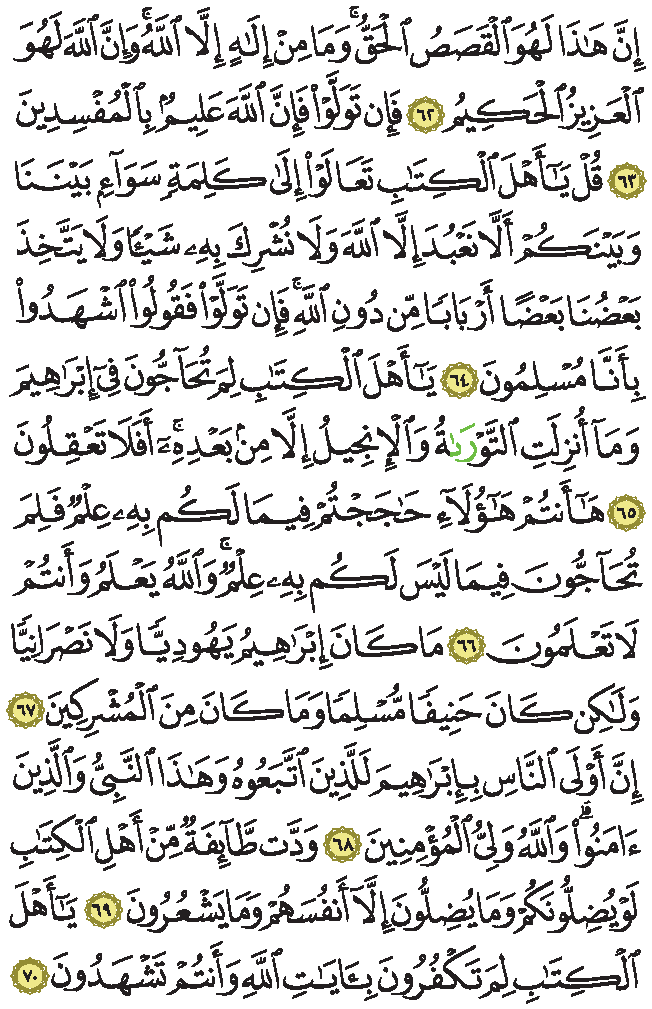 إِنَّ هَٰذَا لَهُوَ ٱلْقَصَصُ ٱلْحَقُّ ۚ وَمَا مِنْ إِلَٰهٍ إِلَّا ٱللَّهُ ۚ وَإِنَّ ٱللَّهَ لَهُوَ
ٱلْعَزِيزُ ٱلْحَكِيمُ ٦٢ فَإِن تَوَلَّوْا۟ فَإِنَّ ٱللَّهَ عَلِيمٌۢ بِٱلْمُفْسِدِينَ
٦٣ قُلْ يَٰٓأَهْلَ ٱلْكِتَٰبِ تَعَالَوْا۟ إِلَىٰ كَلِمَةٍ سَوَآءٍۭ بَيْنَنَا
وَبَيْنَكُمْ أَلَّا نَعْبُدَ إِلَّا ٱللَّهَ وَلَا نُشْرِكَ بِهِۦ شَيْـًٔا وَلَا يَتَّخِذَ
بَعْضُنَا بَعْضًا أَرْبَابًا مِّن دُونِ ٱللَّهِ ۚ فَإِن تَوَلَّوْا۟ فَقُولُوا۟ ٱشْهَدُوا۟
بِأَنَّا مُسْلِمُونَ ٦٤ يَٰٓأَهْلَ ٱلْكِتَٰبِ لِمَ تُحَآجُّونَ فِىٓ إِبْرَٰهِيمَ
وَمَآ أُنزِلَتِ ٱلتَّوْرَىٰةُ وَٱلْإِنجِيلُ إِلَّا مِنۢ بَعْدِهِۦٓ ۚ أَفَلَا تَعْقِلُونَ
٦٥ هَٰٓأَنتُمْ هَٰٓؤُلَآءِ حَٰجَجْتُمْ فِيمَا لَكُم بِهِۦ عِلْمٌ فَلِمَ
تُحَآجُّونَ فِيمَا لَيْسَ لَكُم بِهِۦ عِلْمٌ ۚ وَٱللَّهُ يَعْلَمُ وَأَنتُمْ
لَا تَعْلَمُونَ ٦٦ مَا كَانَ إِبْرَٰهِيمُ يَهُودِيًّا وَلَا نَصْرَانِيًّا
وَلَٰكِن كَانَ حَنِيفًا مُّسْلِمًا وَمَا كَانَ مِنَ ٱلْمُشْرِكِينَ ٦٧
إِنَّ أَوْلَى ٱلنَّاسِ بِإِبْرَٰهِيمَ لَلَّذِينَ ٱتَّبَعُوهُ وَهَٰذَا ٱلنَّبِىُّ وَٱلَّذِينَ
ءَامَنُوا۟ ۗ وَٱللَّهُ وَلِىُّ ٱلْمُؤْمِنِينَ ٦٨ وَدَّت طَّآئِفَةٌ مِّنْ أَهْلِ ٱلْكِتَٰبِ
لَوْ يُضِلُّونَكُمْ وَمَا يُضِلُّونَ إِلَّآ أَنفُسَهُمْ وَمَا يَشْعُرُونَ ٦٩ يَٰٓأَهْلَ
ٱلْكِتَٰبِ لِمَ تَكْفُرُونَ بِـَٔايَٰتِ ٱللَّهِ وَأَنتُمْ تَشْهَدُونَ ٧٠